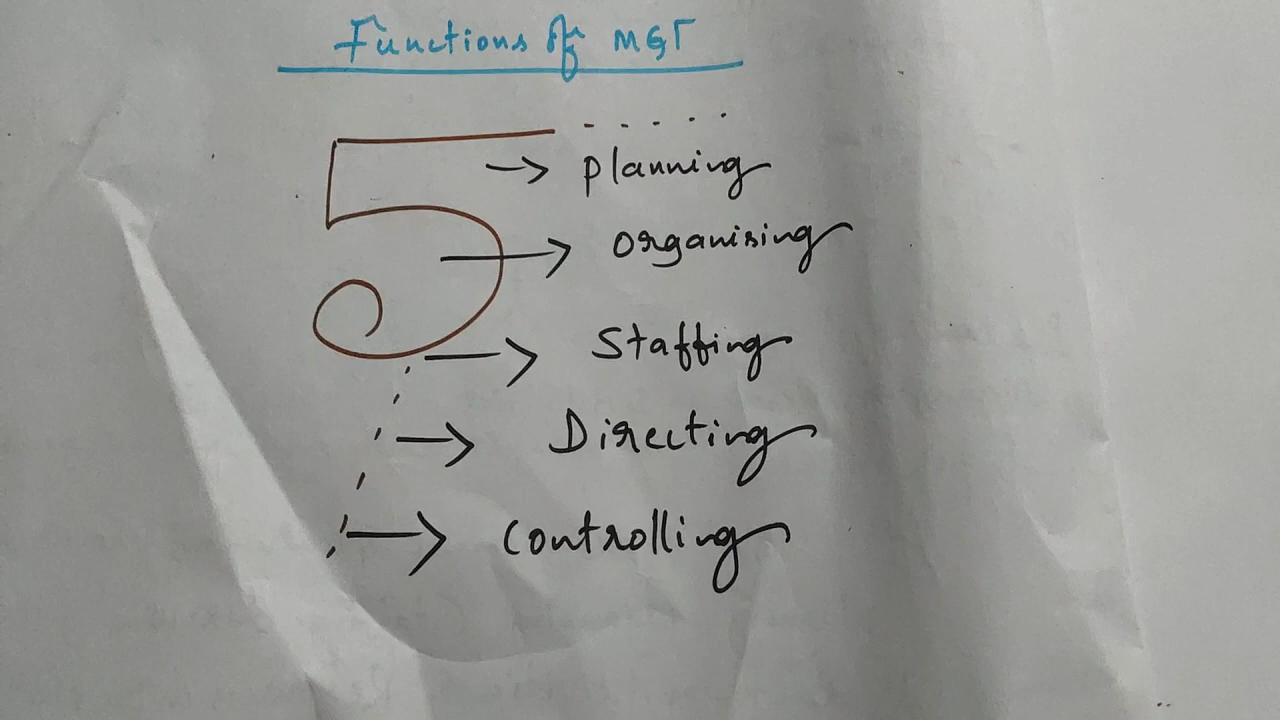 Functions of MGT
5
→ Planning
→ Organising
→ Staffing
→ Directing
→ Controlling